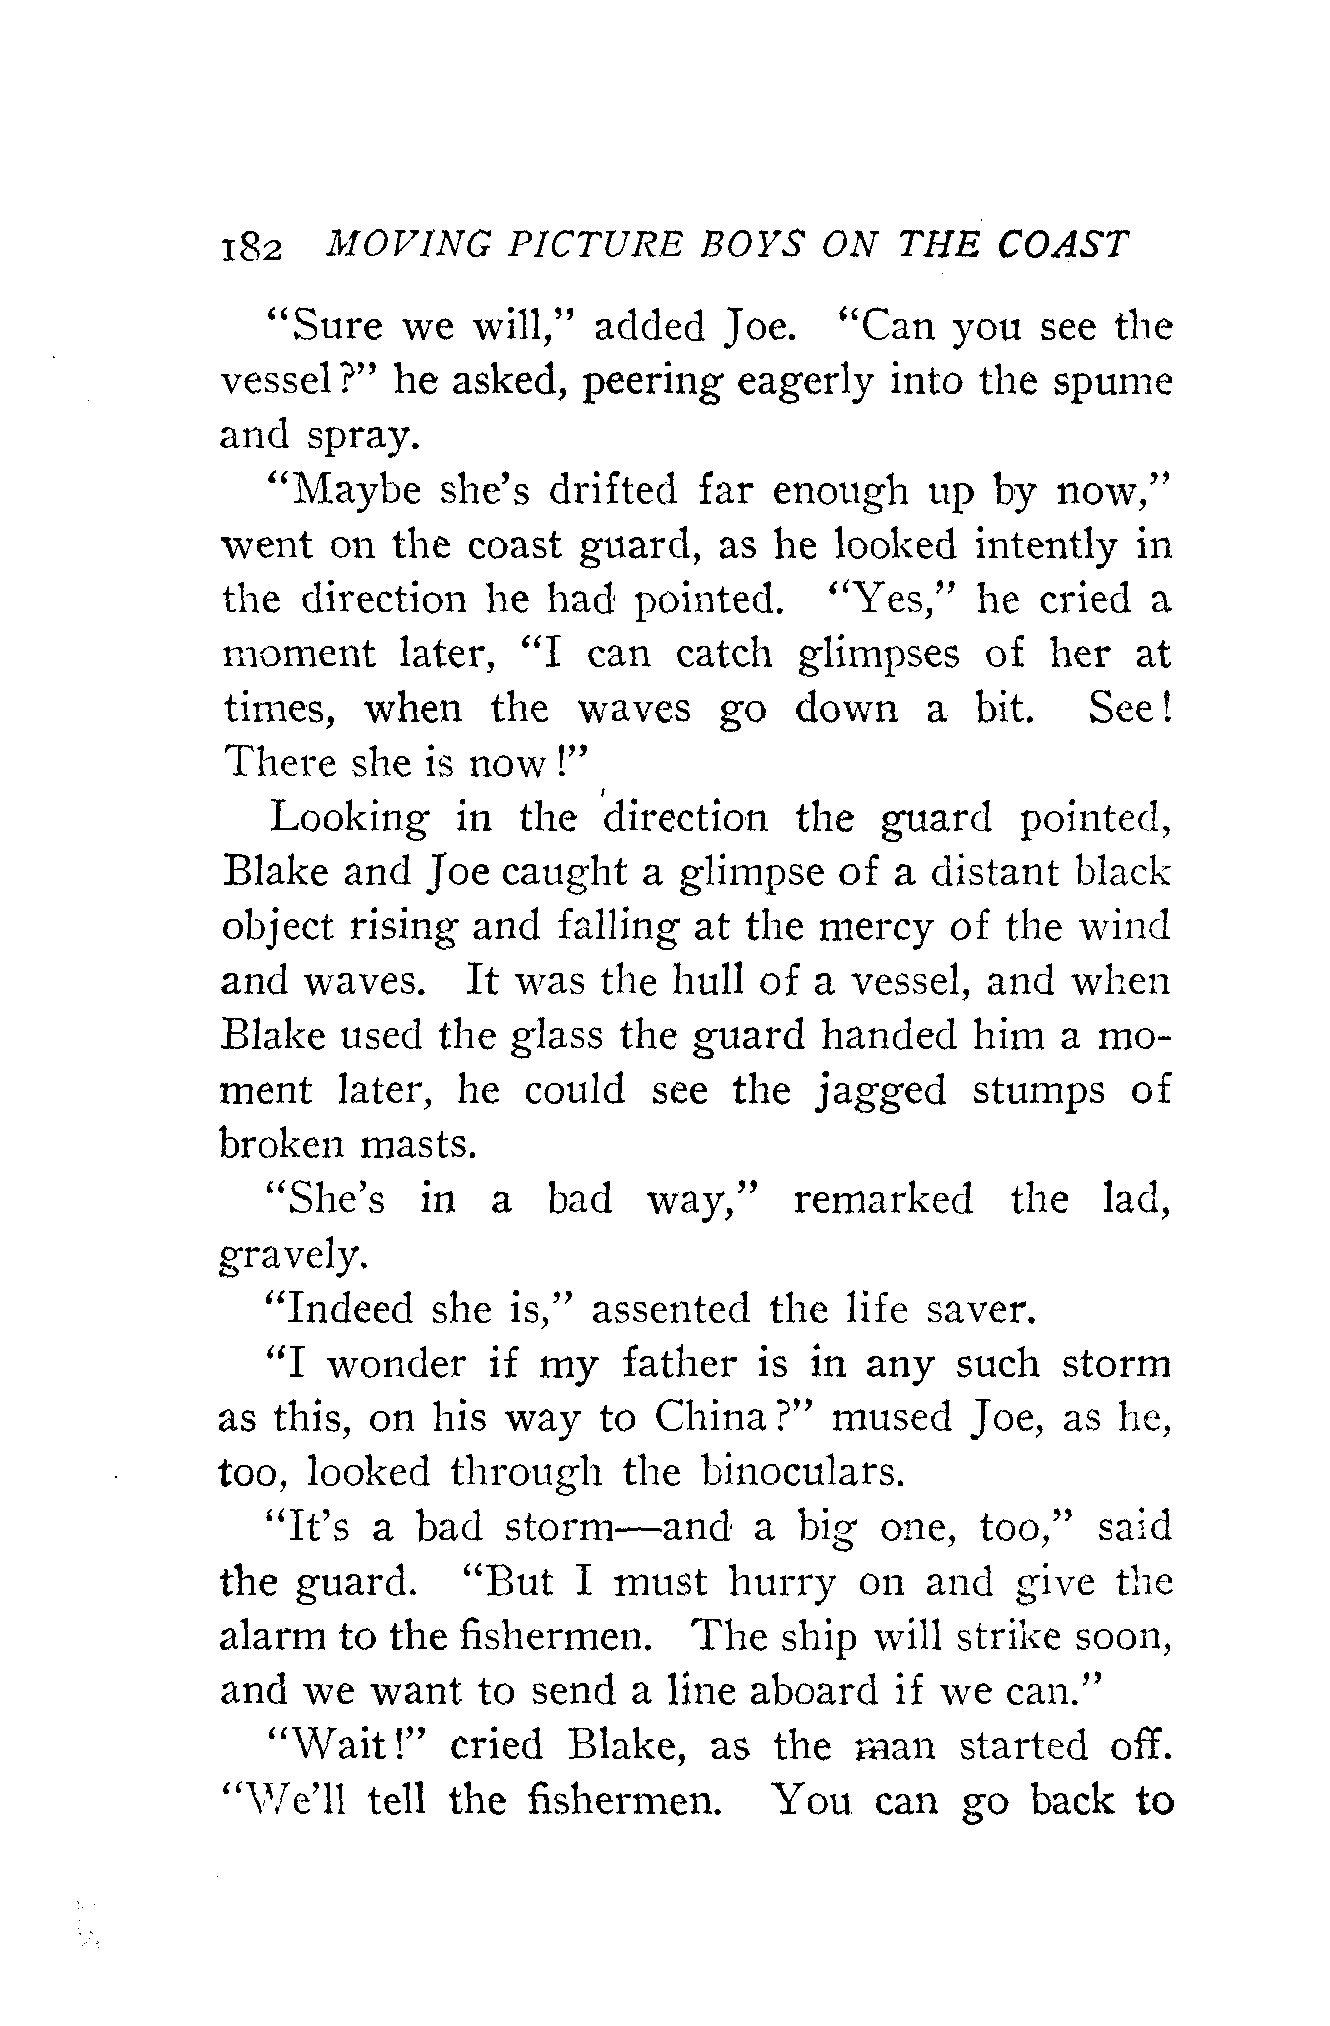 182 MOVING PICTURE BOYS ON THE COAST
“Sure we will,” added Joe. “Can you see the
vessel?” he asked, peering eagerly into the spume
and spray.
“Maybe she’s drifted far enough up by now,”
went on the coast guard, as he looked intently in
the direction he had pointed. “Yes,” he cried a
moment later, “I can catch glimpses of her at
times, when the waves go down a bit. See!
There she is now!”
Looking in the direction the guard pointed,
Blake and Joe caught a glimpse of a distant black
object rising and falling at the mercy of the wind
and waves. It was the hull of a vessel, and when
Blake used the glass the guard handed him a mo-
ment later, he could see the jagged stumps of
broken masts.
“She’s in a bad way,” remarked the lad,
gravely.
“Indeed she is,” assented the life saver.
“I wonder if my father is in any such storm
as this, on his way to China?” mused Joe, as he,
too, looked through the binoculars.
“It’s a bad storm—and a big one, too,” said
the guard. “But I must hurry on and give the
alarm to the fishermen. The ship will strike soon,
and we want to send a line aboard if we can.”
“Wait!” cried Blake, as the man started off.
“We’ll tell the fishermen. You can go back to